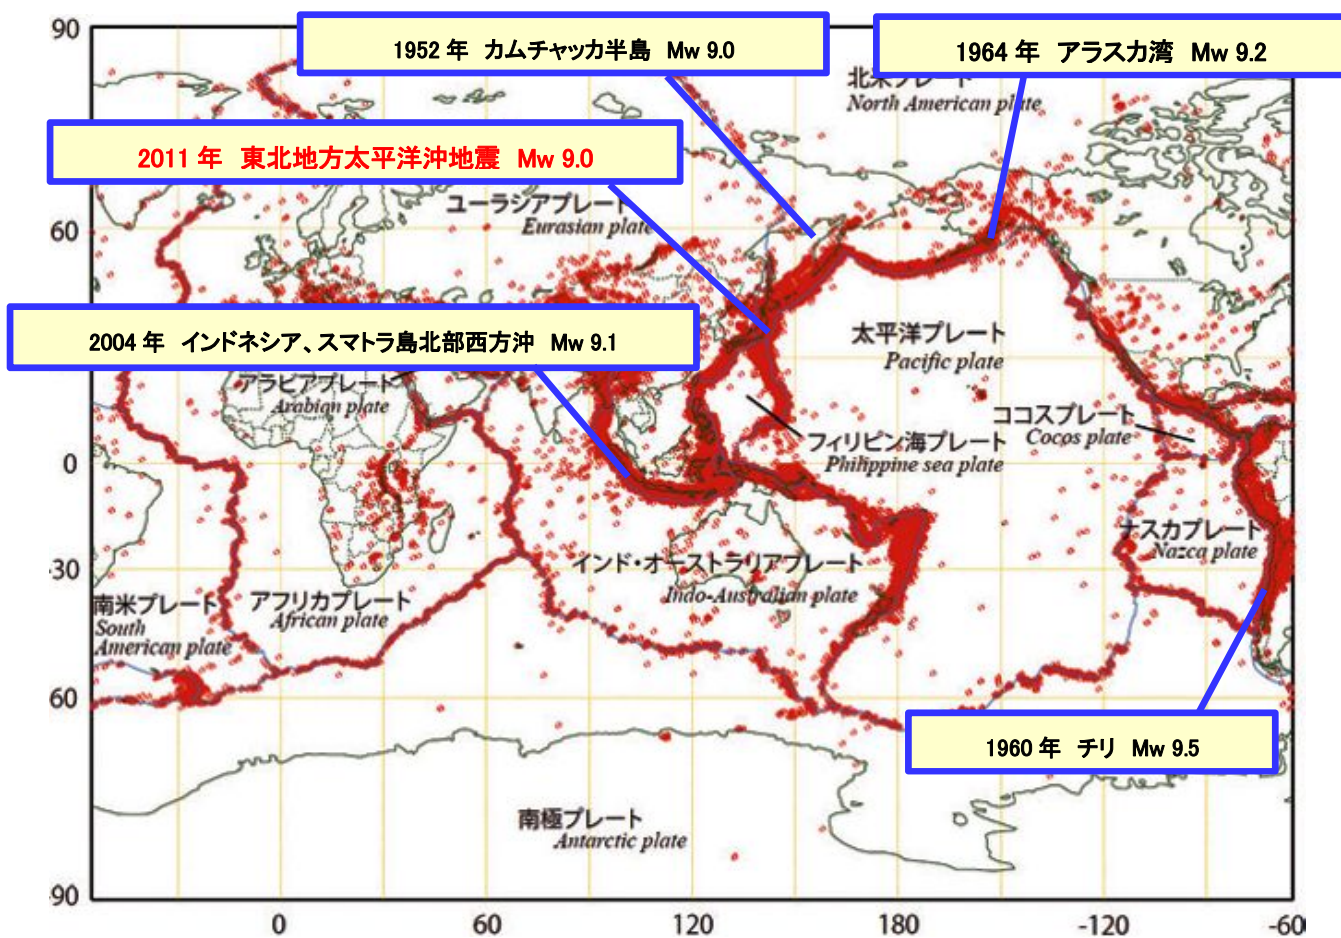 90
1952 年 カムチャッカ半島 Mw 9.0
1964 年 アラスカ湾 Mw 9.2
北米プレート
North American plate
2011 年 東北地方太平洋沖地震 Mw 9.0
ユーラシアプレート
Eurasian plate
60
2004 年 インドネシア、スマトラ島北部西方沖 Mw 9.1
太平洋プレート
Pacific plate
アラビアプレート
Arabian plate
ココスプレート
Cocos plate
フィリピン海プレート
Philippine sea plate
0
ナスカプレート
Nazca plate
インド・オーストラリアプレート
Indo-Australian plate
-30
南米プレート
South
American plate
アフリカプレート
African plate
60
1960 年 チリ Mw 9.5
南極プレート
Antarctic plate
-90
0 60 120 180 -120 -60